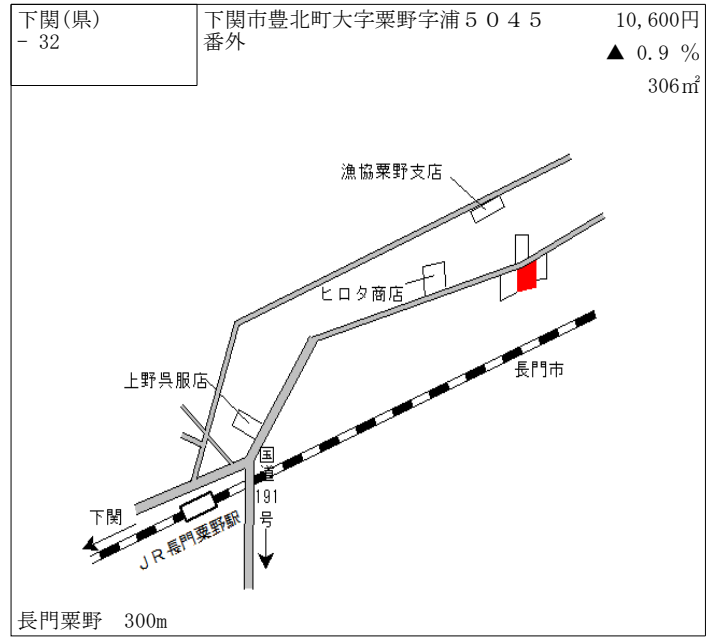 下関(県)
- 32
下関市豊北町大字粟野字浦５０４５
番外
10,600円
▲ 0.9 %
306㎡
漁協粟野支店
ヒロタ商店
長門市
上野呉服店
国道191号
下関
ＪＲ長門粟野駅
長門粟野　300m